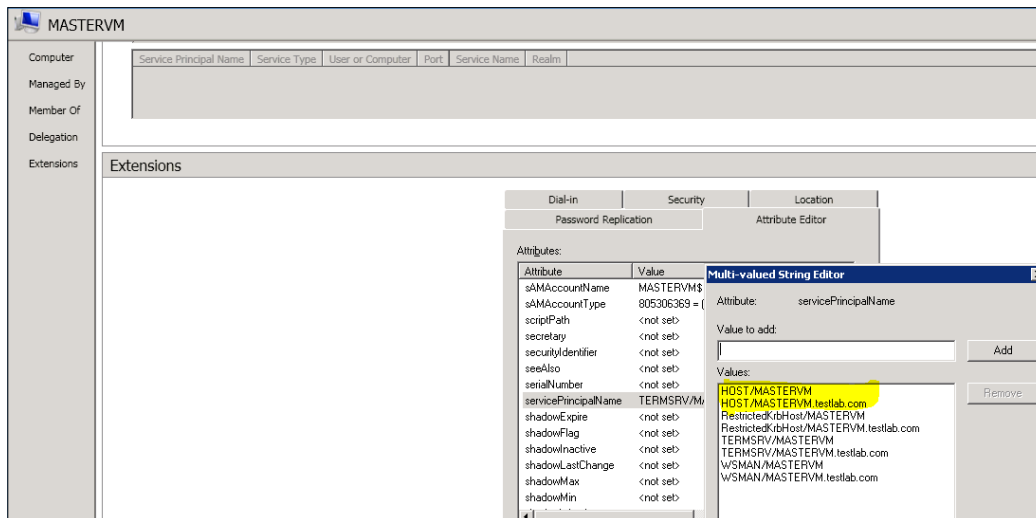 MASTERVM
Computer
Managed By
Member Of
Delegation
Extensions
Service Principal Name Service Type User or Computer Port Service Name Realm
Extensions
Dial-in Security Location
Password Replication Attribute Editor
Attributes:
Attribute Value
sAMAccountName MASTERVM$
sAMAccountType 805306369 = (
scriptPath <not set>
secretary <not set>
securityIdentifier <not set>
seeAlso <not set>
serialNumber <not set>
servicePrincipalName TERMSRV/MA
shadowExpire <not set>
shadowFlag <not set>
shadowInactive <not set>
shadowLastChange <not set>
shadowMax <not set>
shadowMin <not set>
Multi-valued String Editor
Attribute: servicePrincipalName
Value to add:
Add
Values:
HOST/MASTERVM
HOST/MASTERVM.testlab.com
RestrictedKrbHost/MASTERVM
RestrictedKrbHost/MASTERVM.testlab.com
TERMSRV/MASTERVM
TERMSRV/MASTERVM.testlab.com
WSMAN/MASTERVM
WSMAN/MASTERVM.testlab.com
Remove